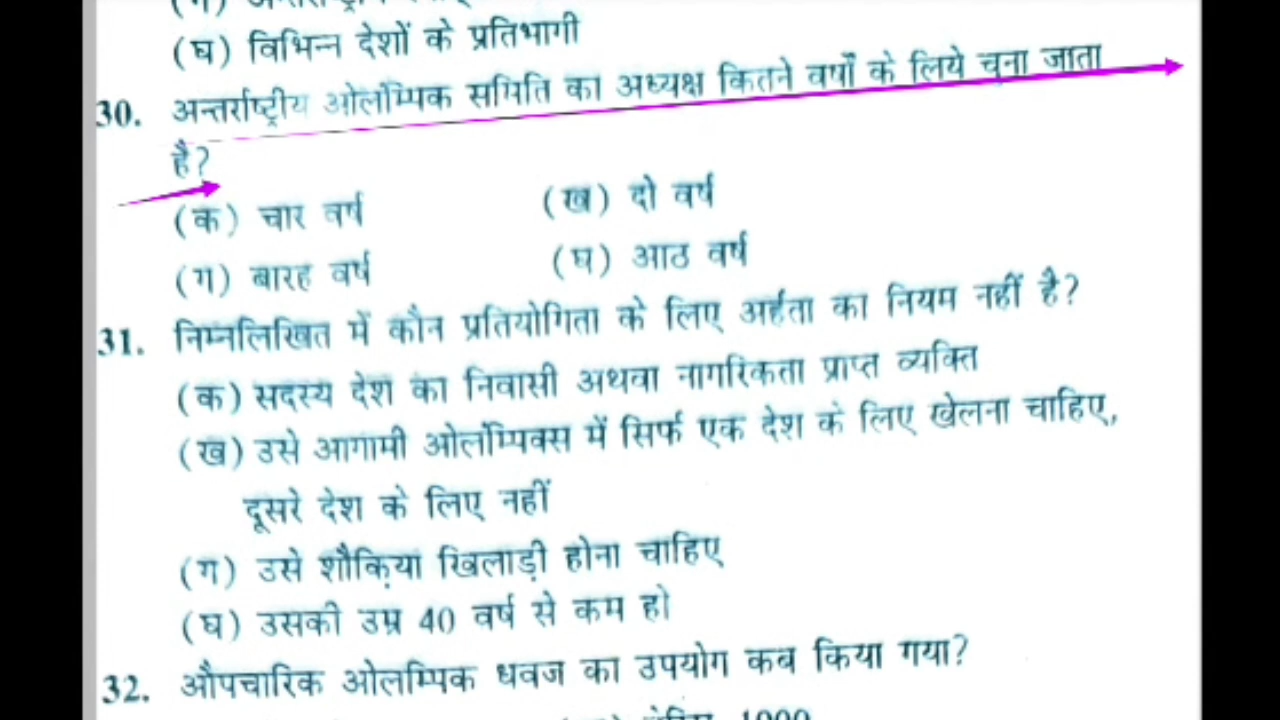 (घ) विभिन्न देशों के प्रतिभागी
30. अन्तर्राष्ट्रीय ओलम्पिक समिति का अध्यक्ष कितने वर्षों के लिये चुना जाता
है?
(क) चार वर्ष (ख) दो वर्ष
(ग) बारह वर्ष (घ) आठ वर्ष
31. निम्नलिखित में कौन प्रतियोगिता के लिए अर्हता का नियम नहीं है?
(क) सदस्य देश का निवासी अथवा नागरिकता प्राप्त व्यक्ति
(ख) उसे आगामी ओलम्पिक्स में सिर्फ एक देश के लिए खेलना चाहिए,
दूसरे देश के लिए नहीं
(ग) उसे शौकि़या खिलाड़ी होना चाहिए
(घ) उसकी उम्र 40 वर्ष से कम हो
32. औपचारिक ओलम्पिक धवज का उपयोग कब किया गया?